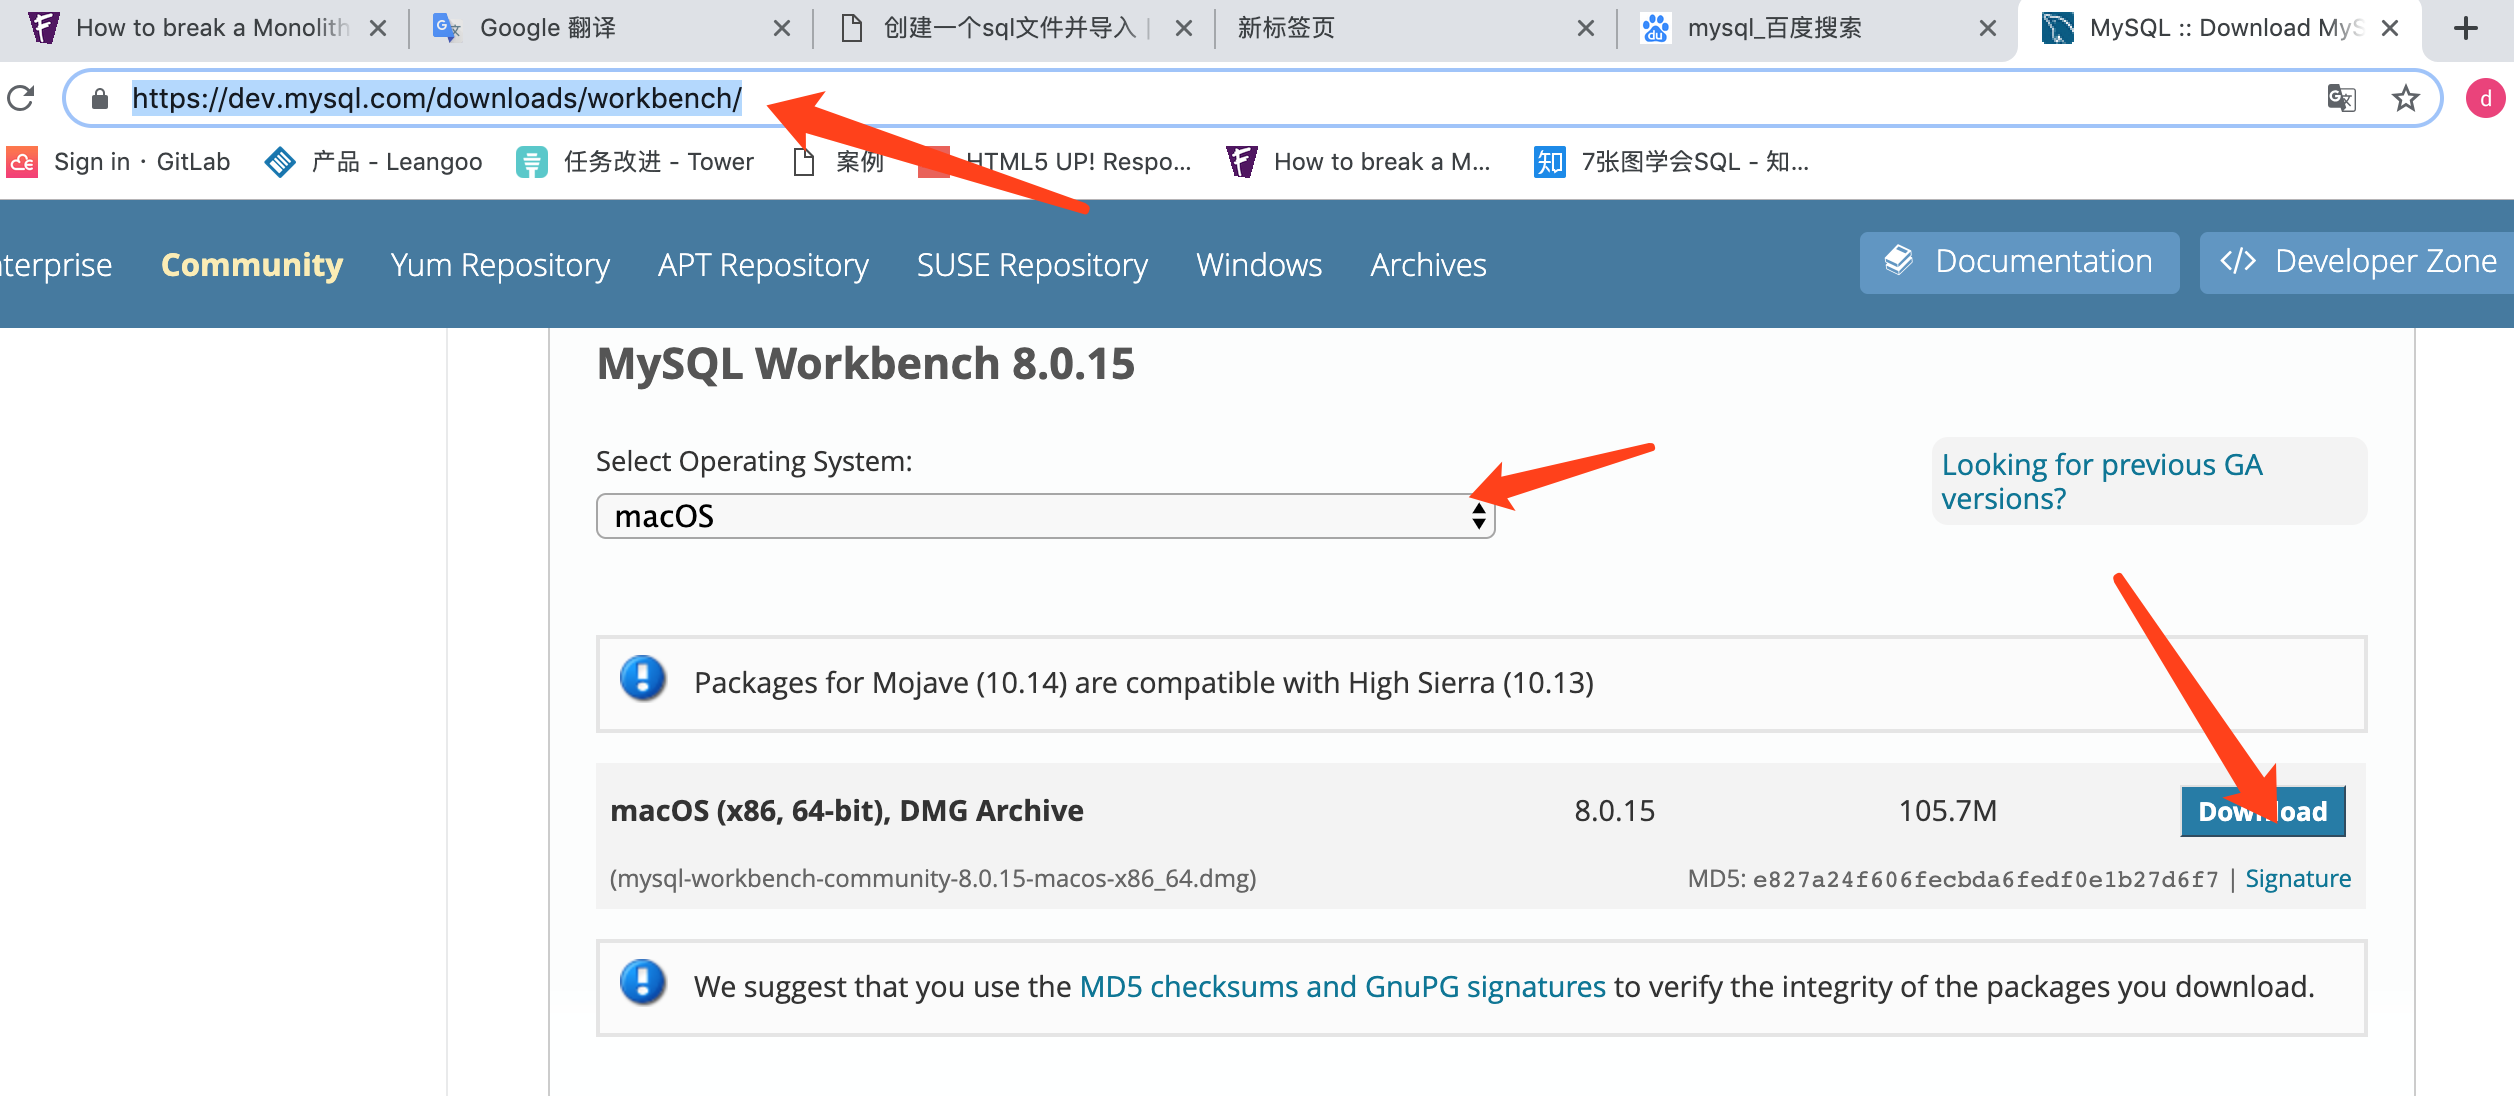 How to break a Monolith
Google 翻译
创建一个sql文件并导入 |
新标签页
mysql_百度搜索
MySQL :: Download MyS
https://dev.mysql.com/downloads/workbench/
d
Sign in · GitLab
产品 - Leangoo
任务改进 - Tower
案例
HTML5 UP! Respo...
How to break a M...
知 7张图学会SQL - 知...
terprise
Community
Yum Repository
APT Repository
SUSE Repository
Windows
Archives
Documentation
</> Developer Zone
MySQL Workbench 8.0.15
Select Operating System:
macOS
Looking for previous GA
versions?
Packages for Mojave (10.14) are compatible with High Sierra (10.13)
macOS (x86, 64-bit), DMG Archive
8.0.15
105.7M
Download
(mysql-workbench-community-8.0.15-macos-x86_64.dmg)
MD5: e827a24f606fecbda6fedf0e1b27d6f7 | Signature
We suggest that you use the MD5 checksums and GnuPG signatures to verify the integrity of the packages you download.